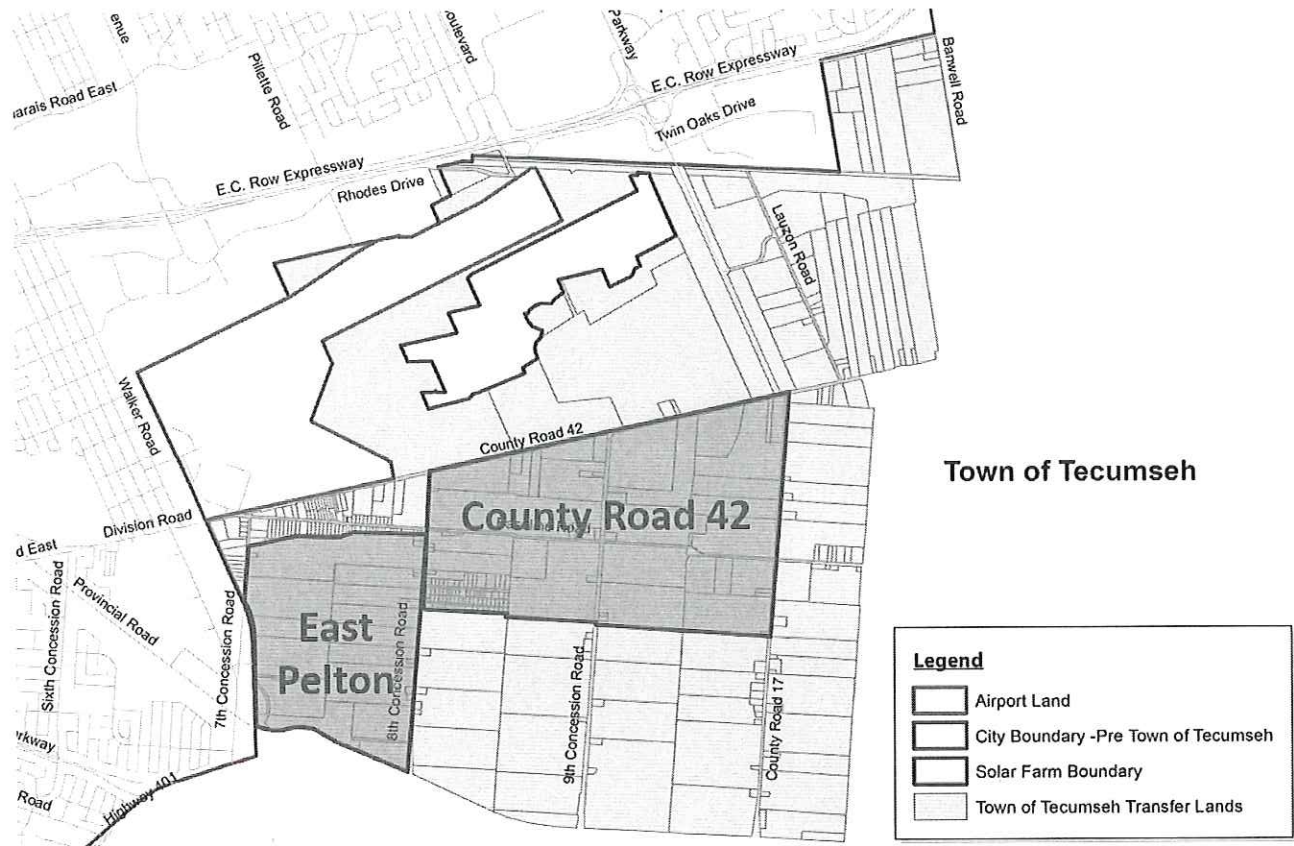 enue
Pillette Road
oulevard
Parkway
Banwell Road
E.C. Row Expressway
Twin Oaks Drive
arais Road East
E.C. Row Expressway
Rhodes Drive
Lauzon Road
Walker Road
County Road 42
Division Road
d East
County Road 42
Town of Tecumseh
Provincial Road
Sixth Concession Road
7th Concession Road
East
Pelton
8th Concession Road
9th Concession Road
County Road 17
rkway
Road
Highway 401
Legend
Airport Land
City Boundary -Pre Town of Tecumseh
Solar Farm Boundary
Town of Tecumseh Transfer Lands